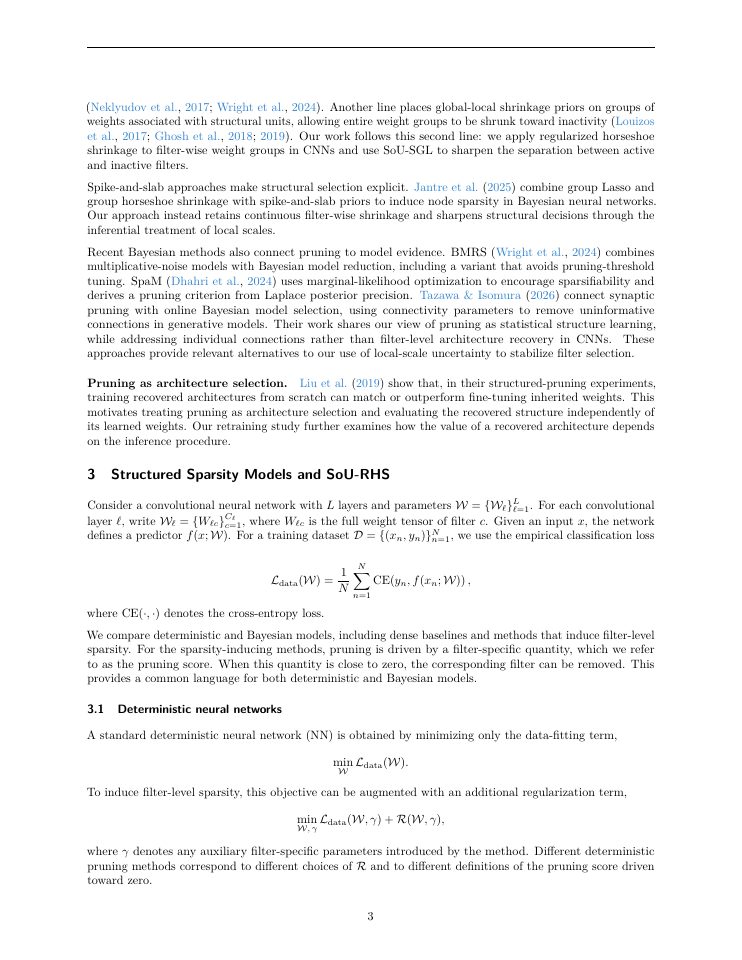 (Neklyudov et al., 2017; Wright et al., 2024). Another line places global-local shrinkage priors on groups of
weights associated with structural units, allowing entire weight groups to be shrunk toward inactivity (Louizos
et al., 2017; Ghosh et al., 2018; 2019). Our work follows this second line: we apply regularized horseshoe
shrinkage to filter-wise weight groups in CNNs and use SoU-SGL to sharpen the separation between active
and inactive filters.
Spike-and-slab approaches make structural selection explicit. Jantre et al. (2025) combine group Lasso and
group horseshoe shrinkage with spike-and-slab priors to induce node sparsity in Bayesian neural networks.
Our approach instead retains continuous filter-wise shrinkage and sharpens structural decisions through the
inferential treatment of local scales.
Recent Bayesian methods also connect pruning to model evidence. BMRS (Wright et al., 2024) combines
multiplicative-noise models with Bayesian model reduction, including a variant that avoids pruning-threshold
tuning. SpaM (Dhahri et al., 2024) uses marginal-likelihood optimization to encourage sparsifiability and
derives a pruning criterion from Laplace posterior precision. Tazawa & Isomura (2026) connect synaptic
pruning with online Bayesian model selection, using connectivity parameters to remove uninformative
connections in generative models. Their work shares our view of pruning as statistical structure learning,
while addressing individual connections rather than filter-level architecture recovery in CNNs. These
approaches provide relevant alternatives to our use of local-scale uncertainty to stabilize filter selection.
Pruning as architecture selection. Liu et al. (2019) show that, in their structured-pruning experiments,
training recovered architectures from scratch can match or outperform fine-tuning inherited weights. This
motivates treating pruning as architecture selection and evaluating the recovered structure independently of
its learned weights. Our retraining study further examines how the value of a recovered architecture depends
on the inference procedure.
3 Structured Sparsity Models and SoU-RHS
Consider a convolutional neural network with L layers and parameters 𝒲 = {𝒲_ℓ}_{ℓ=1}^L. For each convolutional
layer ℓ, write 𝒲_ℓ = {W_{ℓc}}_{c=1}^{C_ℓ}, where W_{ℓc} is the full weight tensor of filter c. Given an input x, the network
defines a predictor f(x; 𝒲). For a training dataset 𝒟 = {(x_n, y_n)}_{n=1}^N, we use the empirical classification loss
ℒ_data(𝒲) = 1/N ∑_{n=1}^N CE(y_n, f(x_n; 𝒲)) ,
where CE(·, ·) denotes the cross-entropy loss.
We compare deterministic and Bayesian models, including dense baselines and methods that induce filter-level
sparsity. For the sparsity-inducing methods, pruning is driven by a filter-specific quantity, which we refer
to as the pruning score. When this quantity is close to zero, the corresponding filter can be removed. This
provides a common language for both deterministic and Bayesian models.
3.1 Deterministic neural networks
A standard deterministic neural network (NN) is obtained by minimizing only the data-fitting term,
min_𝒲 ℒ_data(𝒲).
To induce filter-level sparsity, this objective can be augmented with an additional regularization term,
min_{𝒲, γ} ℒ_data(𝒲, γ) + ℛ(𝒲, γ),
where γ denotes any auxiliary filter-specific parameters introduced by the method. Different deterministic
pruning methods correspond to different choices of ℛ and to different definitions of the pruning score driven
toward zero.
3